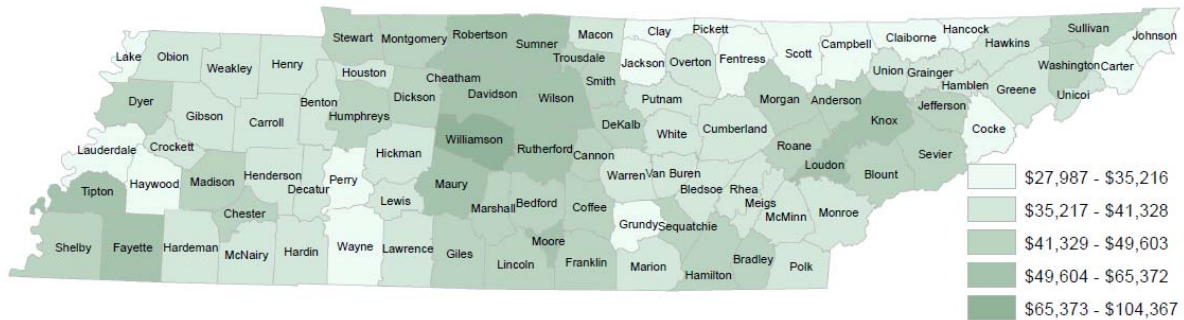 Stewart
Montgomery
Robertson
Sumner
Macon
Clay
Pickett
Hancock
Sullivan
Johnson
Lake
Obion
Weakley
Henry
Houston
Trousdale
Jackson
Overton
Fentress
Scott
Campbell
Claiborne
Hawkins
Union
Grainger
Washington
Carter
Dyer
Gibson
Carroll
Benton
Humphreys
Dickson
Cheatham
Davidson
Wilson
Smith
Putnam
Morgan
Anderson
Hamblen
Greene
Unicoi
Jefferson
Knox
Lauderdale
Crockett
Williamson
Rutherford
DeKalb
Cannon
White
Cumberland
Roane
Loudon
Blount
Sevier
Cocke
Tipton
Haywood
Madison
Henderson
Decatur
Perry
Hickman
Maury
Warren
Van Buren
Bledsoe
Rhea
Meigs
McMinn
Monroe
Chester
Lewis
Marshall
Bedford
Coffee
Grundy
Sequatchie
Shelby
Fayette
Hardeman
McNairy
Hardin
Wayne
Lawrence
Giles
Lincoln
Moore
Franklin
Marion
Hamilton
Bradley
Polk
$27,987 - $35,216
$35,217 - $41,328
$41,329 - $49,603
$49,604 - $65,372
$65,373 - $104,367